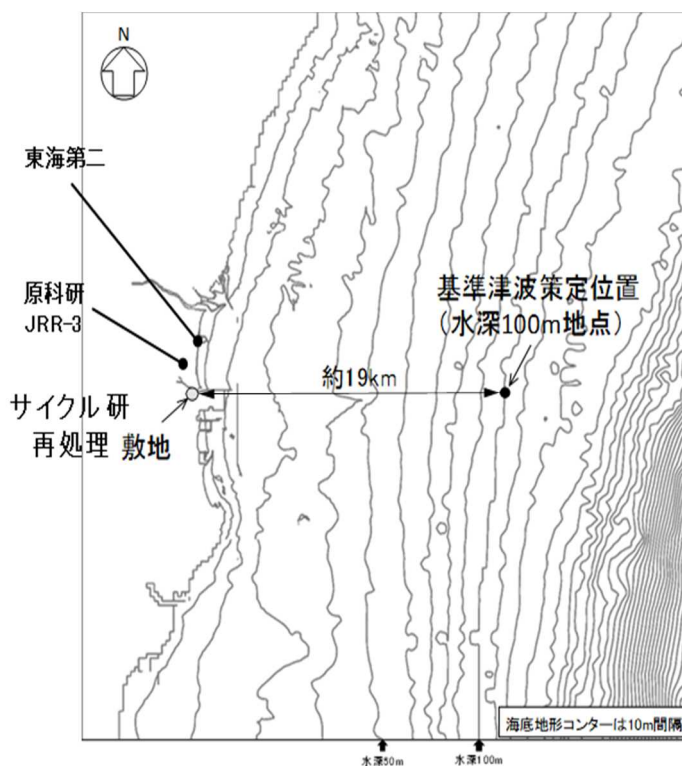 N
東海第二
原科研
JRR-3
基準津波策定位置
（水深100m地点）
約19km
サイクル研
再処理 敷地
海底地形コンターは10m間隔
水深50m
水深100m